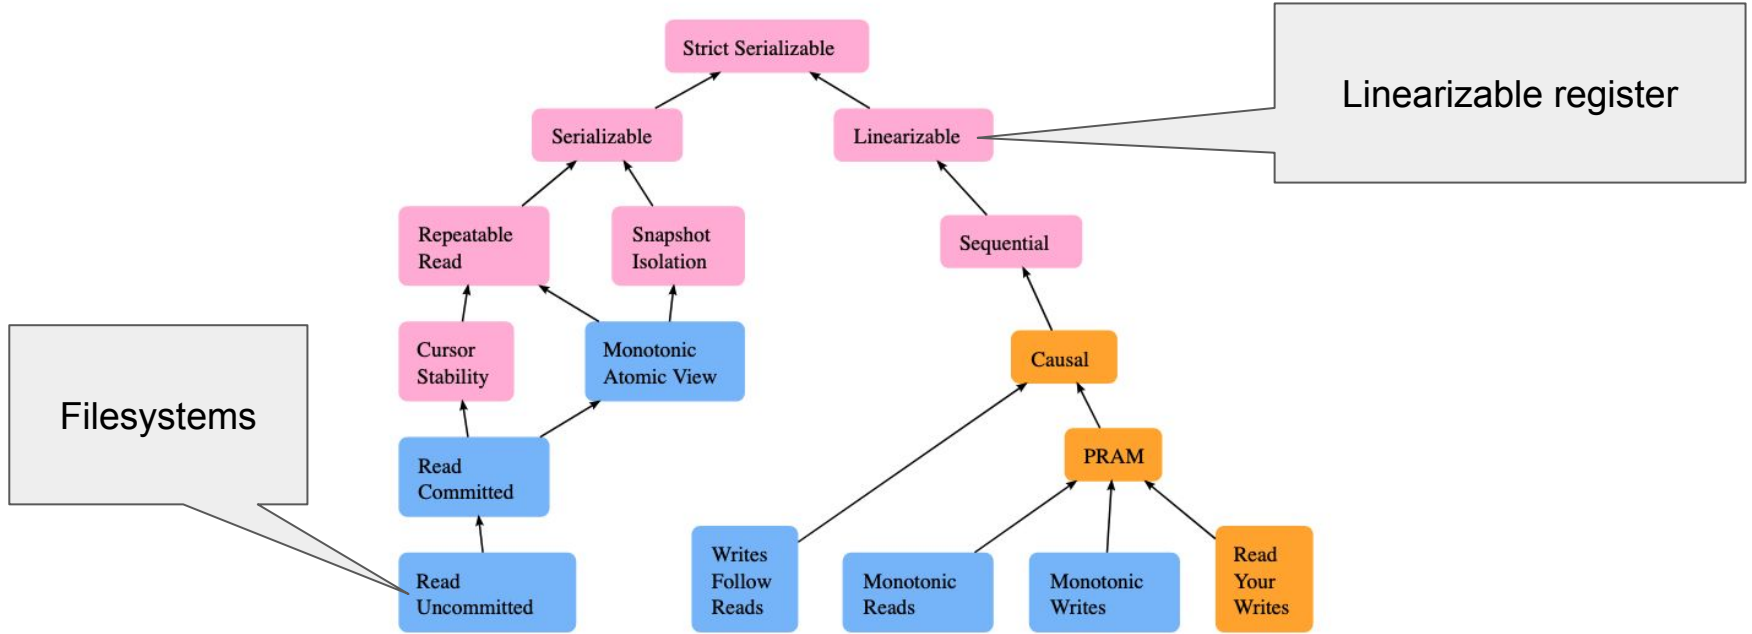 Strict Serializable
Linearizable register
Serializable
Linearizable
Repeatable
Read
Snapshot
Isolation
Sequential
Filesystems
Cursor
Stability
Monotonic
Atomic View
Causal
Read
Committed
PRAM
Read
Uncommitted
Writes
Follow
Reads
Monotonic
Reads
Monotonic
Writes
Read
Your
Writes